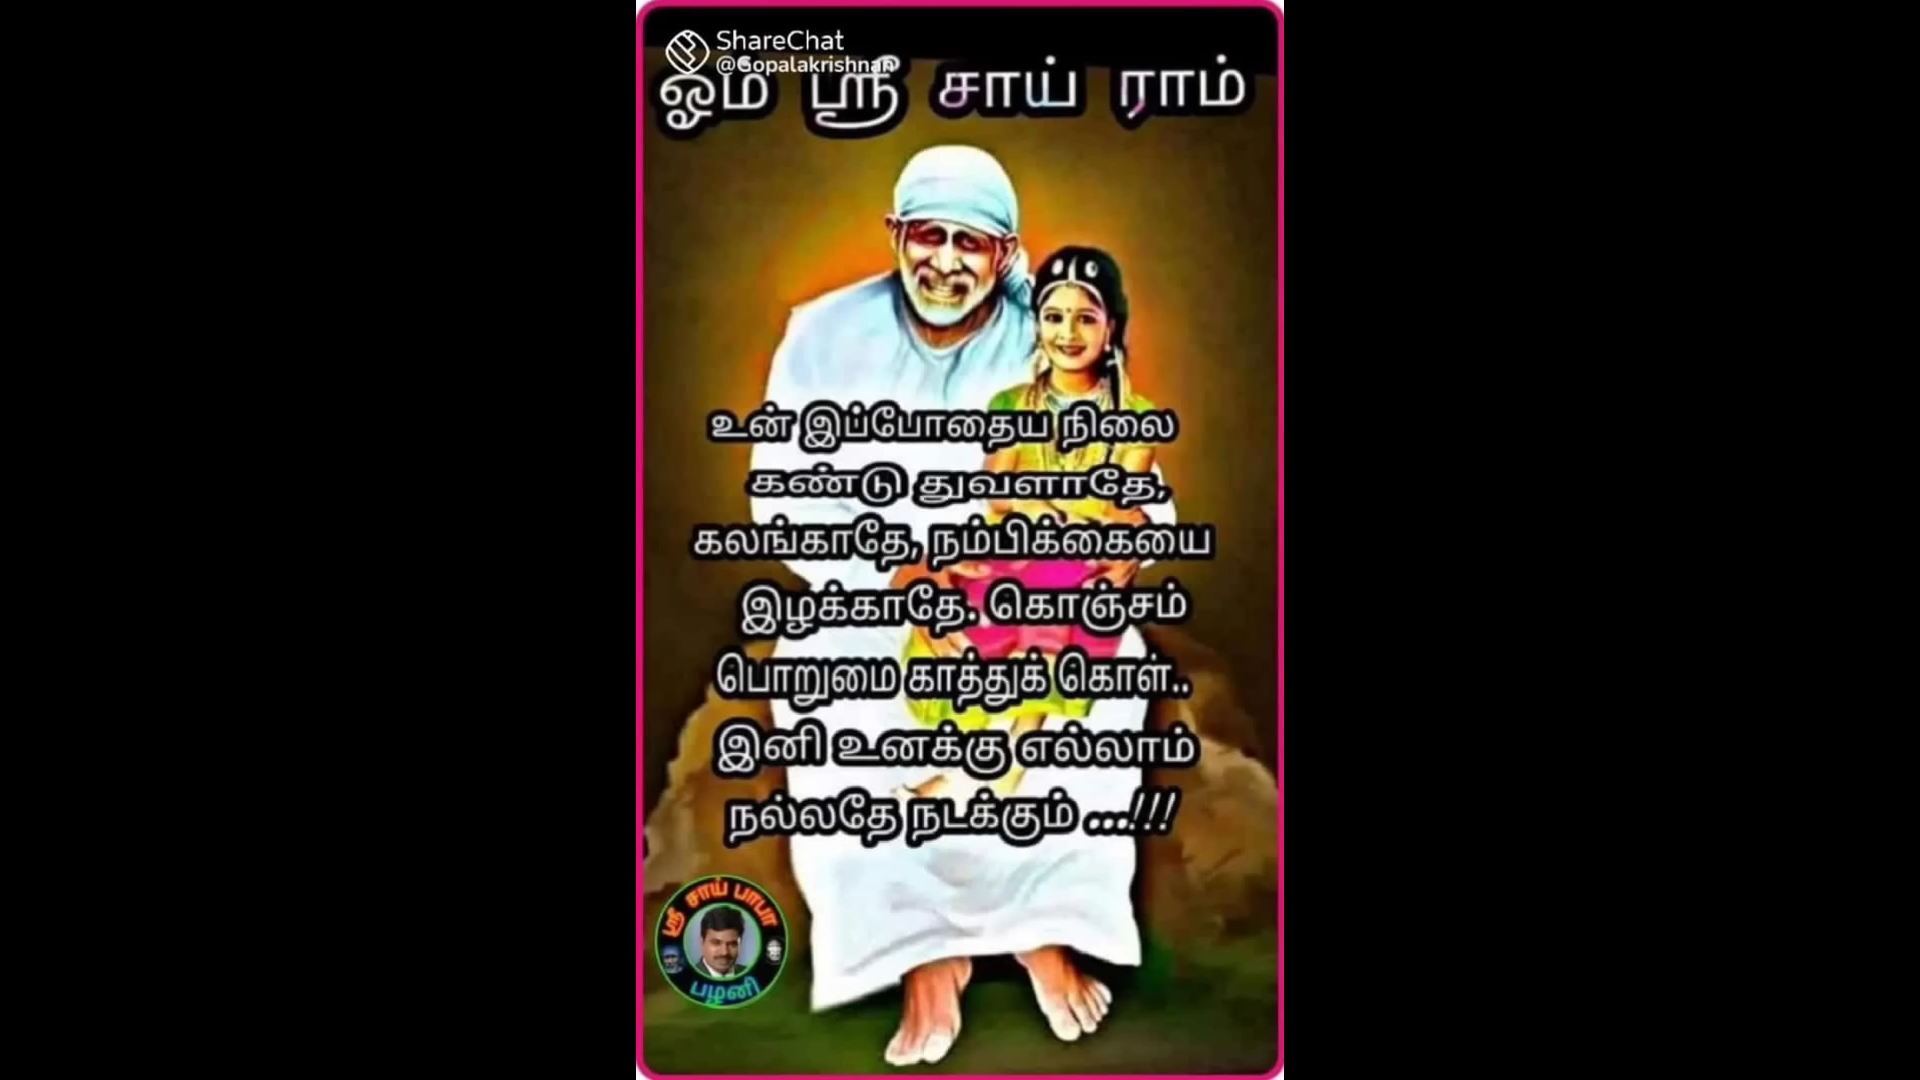 ShareChat
@Gopalakrishnan
ஓம் ஸ்ரீ சாய் ராம்
உன் இப்போதைய நிலை
கண்டு துவளாதே,
கலங்காதே, நம்பிக்கையை
இழக்காதே. கொஞ்சம்
பொறுமை காத்துக் கொள்..
இனி உனக்கு எல்லாம்
நல்லதே நடக்கும் ...!!!
ஸ்ரீ சாய் பாபா
பழனி